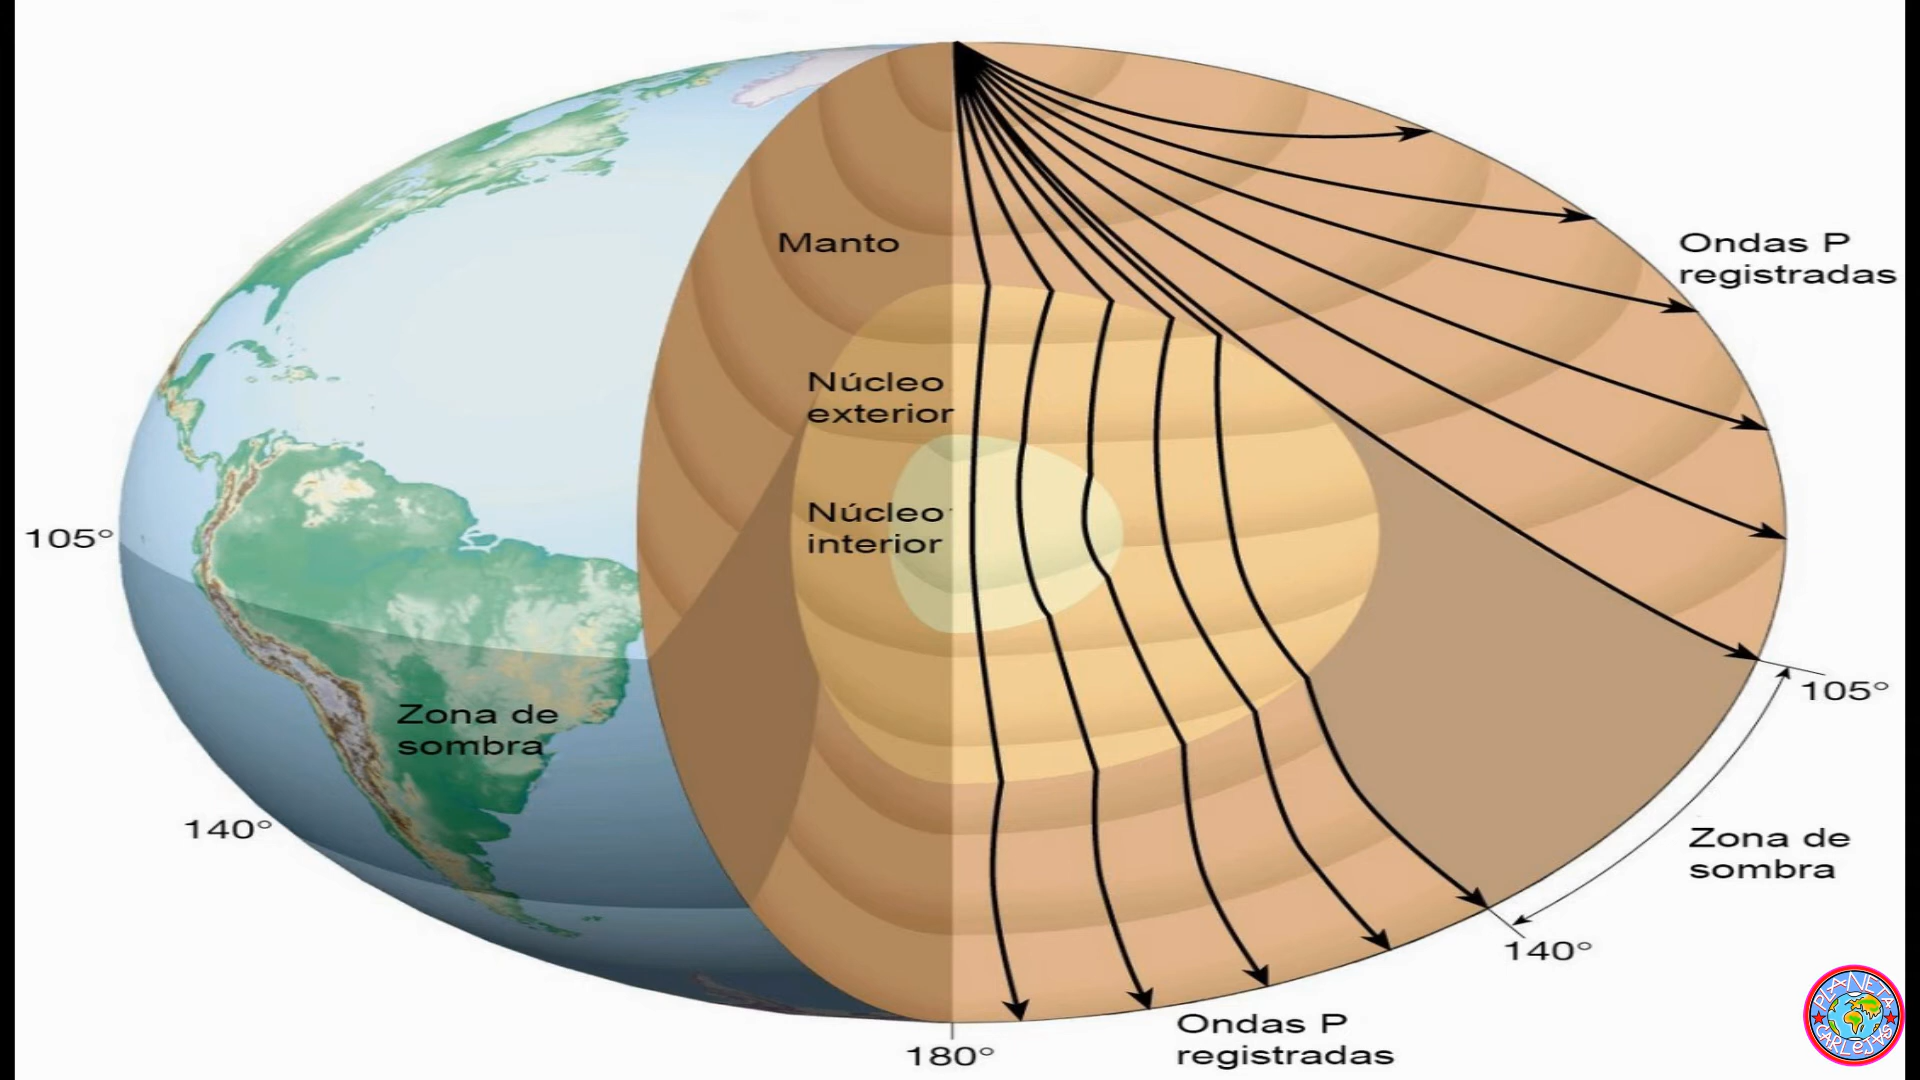 Manto
Ondas P
registradas
Núcleo
exterior
Núcleo
interior
105°
Zona de
sombra
105°
140°
Zona de
sombra
140°
Ondas P
registradas
180°
PLANETA
CARLEJAS